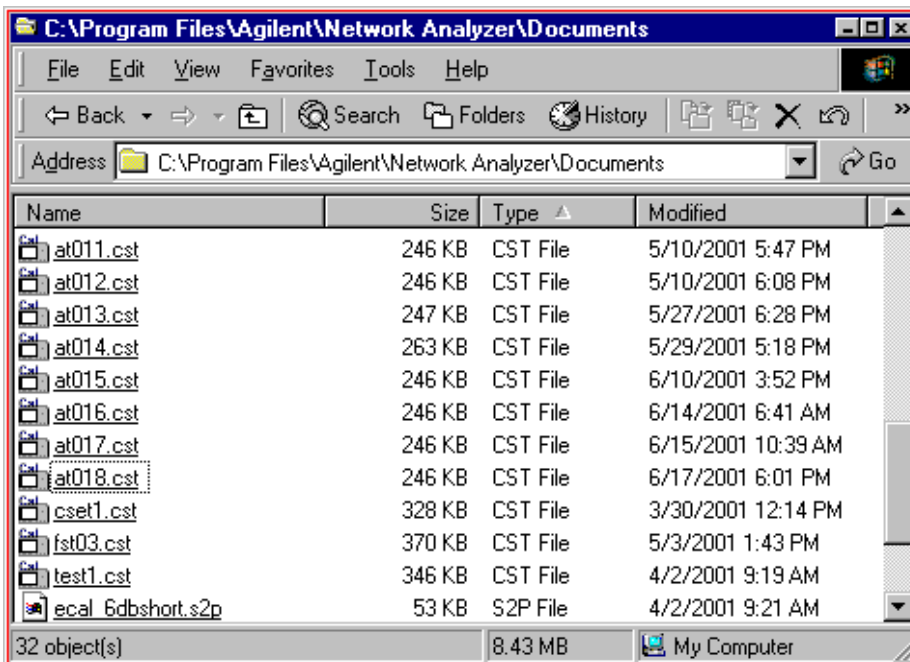 C:\Program Files\Agilent\Network Analyzer\Documents
File Edit View Favorites Tools Help
Back Search Folders History »
Address C:\Program Files\Agilent\Network Analyzer\Documents Go
Name Size Type Modified
at011.cst 246 KB CST File 5/10/2001 5:47 PM
at012.cst 246 KB CST File 5/10/2001 6:08 PM
at013.cst 247 KB CST File 5/27/2001 6:28 PM
at014.cst 263 KB CST File 5/29/2001 5:18 PM
at015.cst 246 KB CST File 6/10/2001 3:52 PM
at016.cst 246 KB CST File 6/14/2001 6:41 AM
at017.cst 246 KB CST File 6/15/2001 10:39 AM
at018.cst 246 KB CST File 6/17/2001 6:01 PM
cset1.cst 328 KB CST File 3/30/2001 12:14 PM
fst03.cst 370 KB CST File 5/3/2001 1:43 PM
test1.cst 346 KB CST File 4/2/2001 9:19 AM
ecal_6dbshort.s2p 53 KB S2P File 4/2/2001 9:21 AM
32 object(s) 8.43 MB My Computer